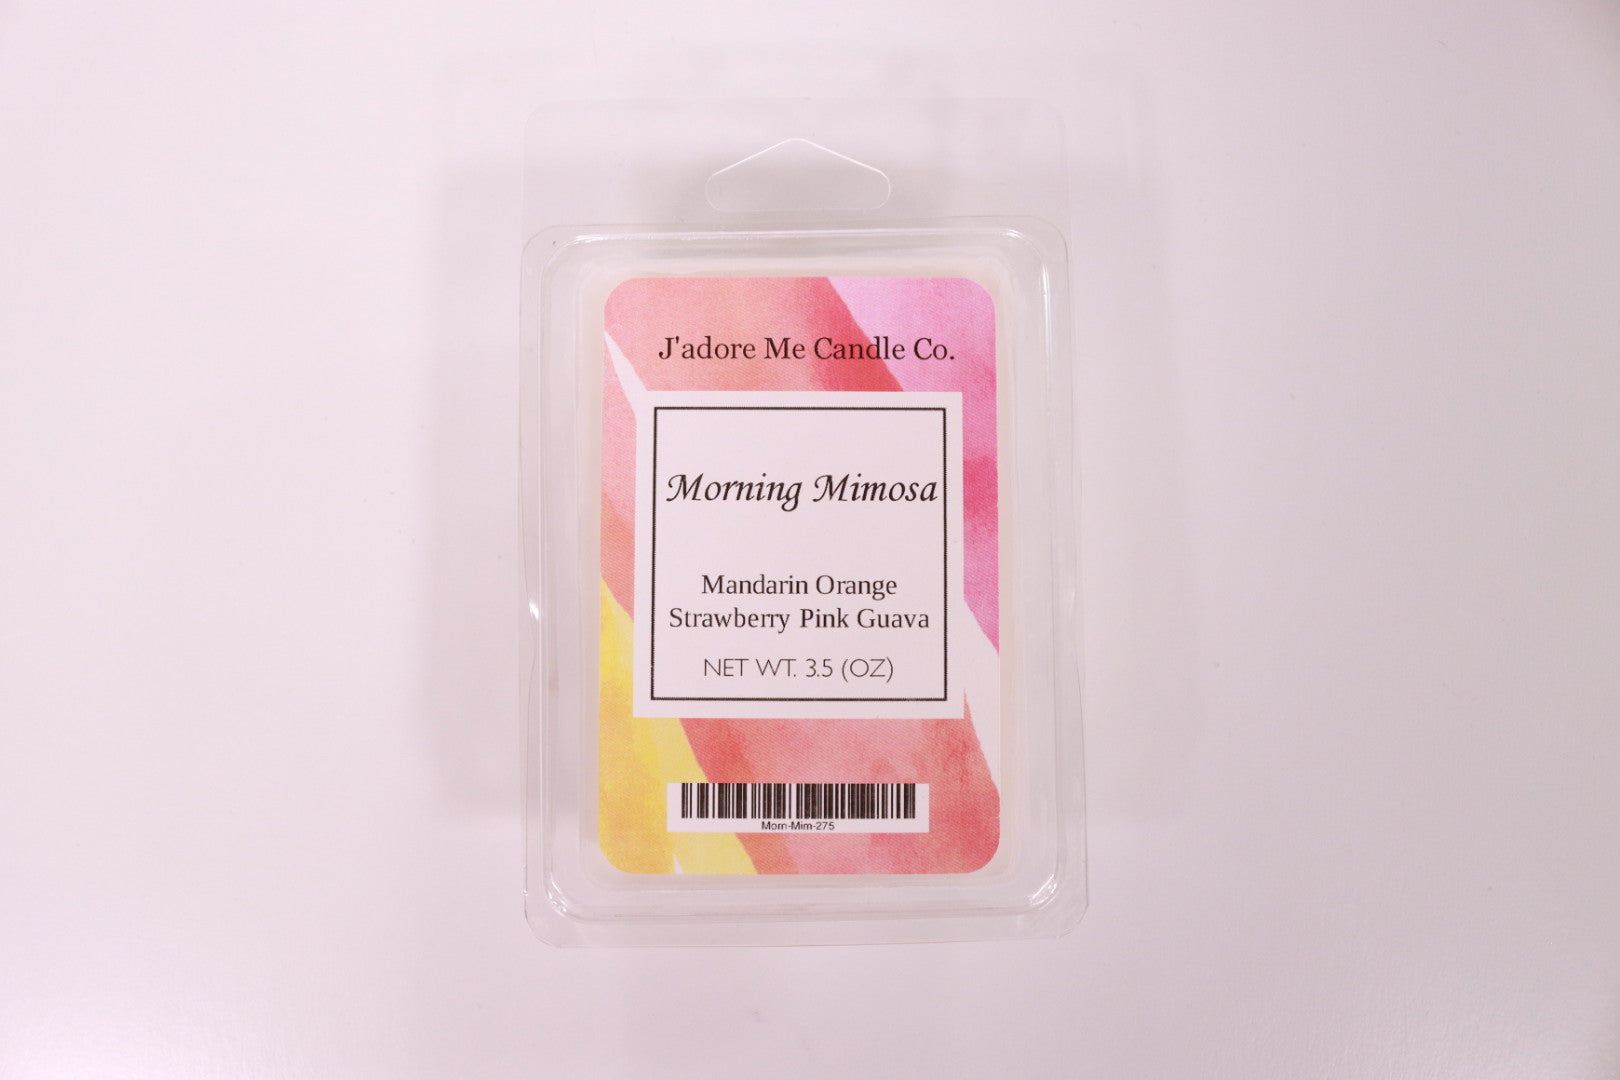 J'adore Me Candle Co.
Morning Mimosa
Mandarin Orange
Strawberry Pink Guava
NET WT. 3.5 (OZ)
Morn-Mim-275